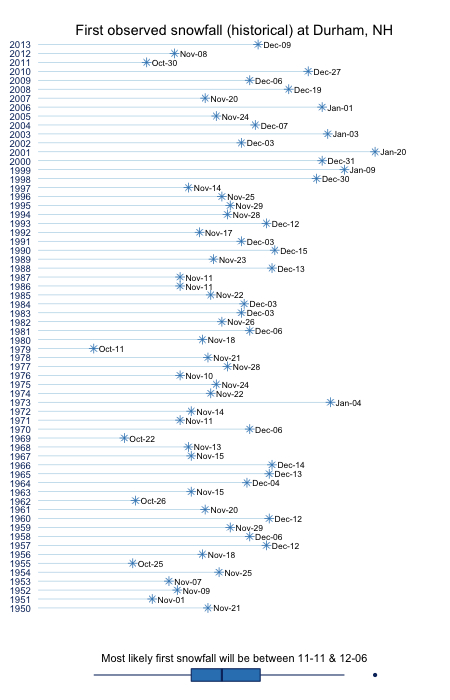 First observed snowfall (historical) at Durham, NH
2013 Dec-09
2012 Nov-08
2011 Oct-30
2010 Dec-27
2009 Dec-06
2008 Dec-19
2007 Nov-20
2006 Jan-01
2005 Nov-24
2004 Dec-07
2003 Jan-03
2002 Dec-03
2001 Jan-20
2000 Dec-31
1999 Jan-09
1998 Dec-30
1997 Nov-14
1996 Nov-25
1995 Nov-29
1994 Nov-28
1993 Dec-12
1992 Nov-17
1991 Dec-03
1990 Dec-15
1989 Nov-23
1988 Dec-13
1987 Nov-11
1986 Nov-11
1985 Nov-22
1984 Dec-03
1983 Dec-03
1982 Nov-26
1981 Dec-06
1980 Nov-18
1979 Oct-11
1978 Nov-21
1977 Nov-28
1976 Nov-10
1975 Nov-24
1974 Nov-22
1973 Jan-04
1972 Nov-14
1971 Nov-11
1970 Dec-06
1969 Oct-22
1968 Nov-13
1967 Nov-15
1966 Dec-14
1965 Dec-13
1964 Dec-04
1963 Nov-15
1962 Oct-26
1961 Nov-20
1960 Dec-12
1959 Nov-29
1958 Dec-06
1957 Dec-12
1956 Nov-18
1955 Oct-25
1954 Nov-25
1953 Nov-07
1952 Nov-09
1951 Nov-01
1950 Nov-21
Most likely first snowfall will be between 11-11 & 12-06